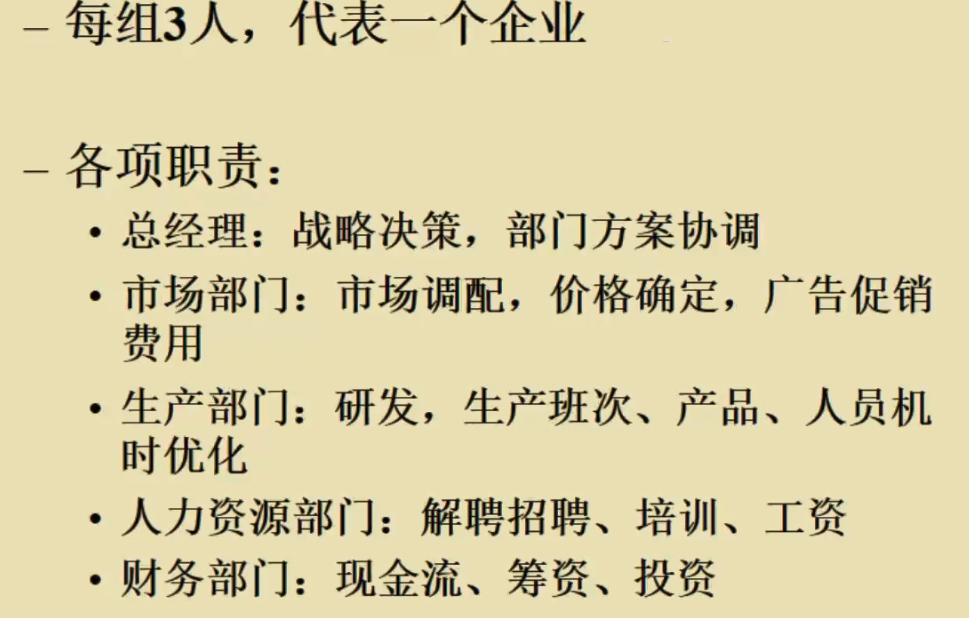 – 每组3人，代表一个企业
– 各项职责：
• 总经理：战略决策，部门方案协调
• 市场部门：市场调配，价格确定，广告促销
费用
• 生产部门：研发，生产班次、产品、人员机
时优化
• 人力资源部门：解聘招聘、培训、工资
• 财务部门：现金流、筹资、投资